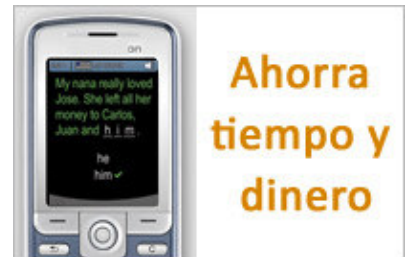 on
My nana really loved
Jose. She left all her
money to Carlos,
Juan and h i m .
he
him✔
Ahorra
tiempo y
dinero